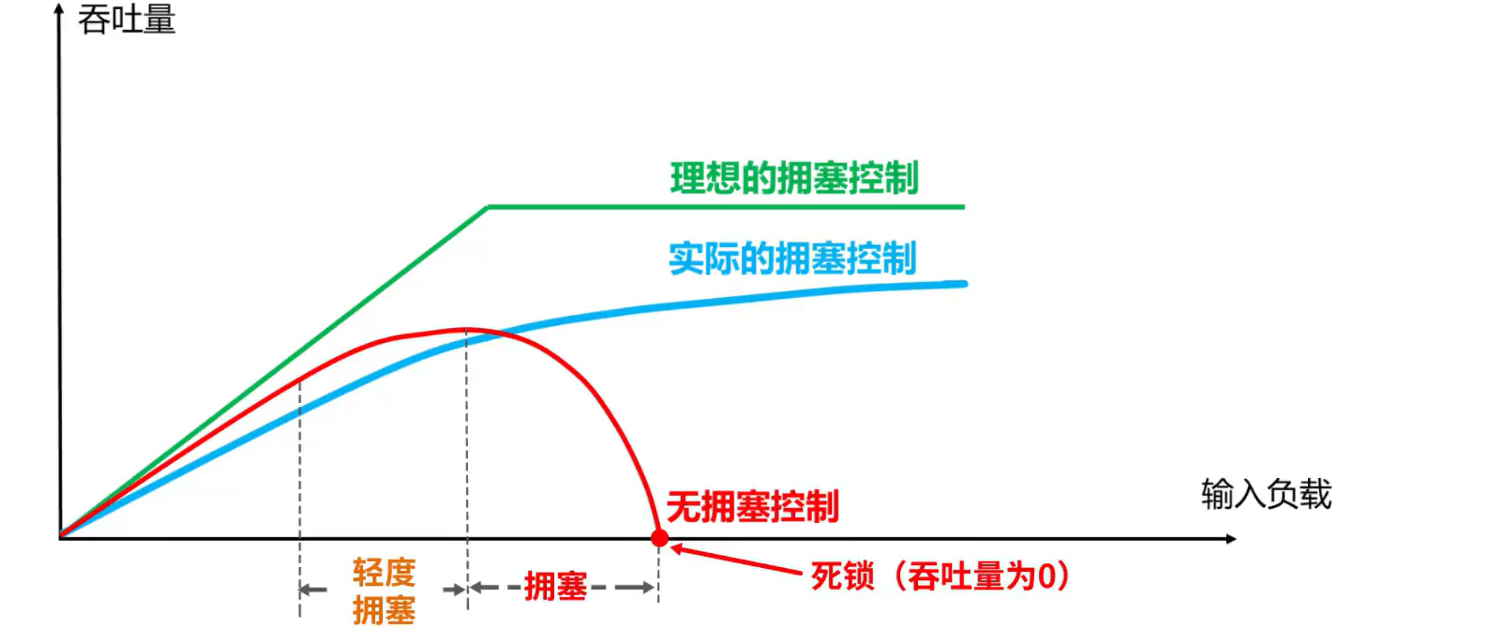 吞吐量
理想的拥塞控制
实际的拥塞控制
无拥塞控制
输入负载
轻度
拥塞
拥塞
死锁（吞吐量为0）